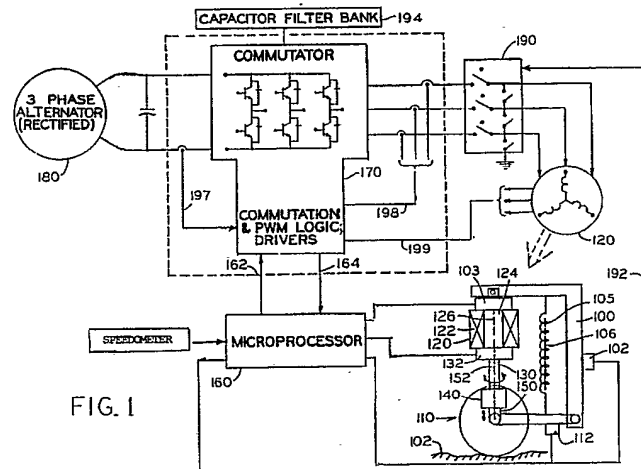 CAPACITOR FILTER BANK
194
COMMUTATOR
190
3 PHASE
ALTERNATOR
(RECTIFIED)
180
170
197
198
COMMUTATION
& PWM LOGIC;
DRIVERS
199
120
162
164
192
103
124
105
100
126
122
120
106
102
SPEEDOMETER
MICROPROCESSOR
132
130
152
150
160
140
110
FIG. 1
102
112